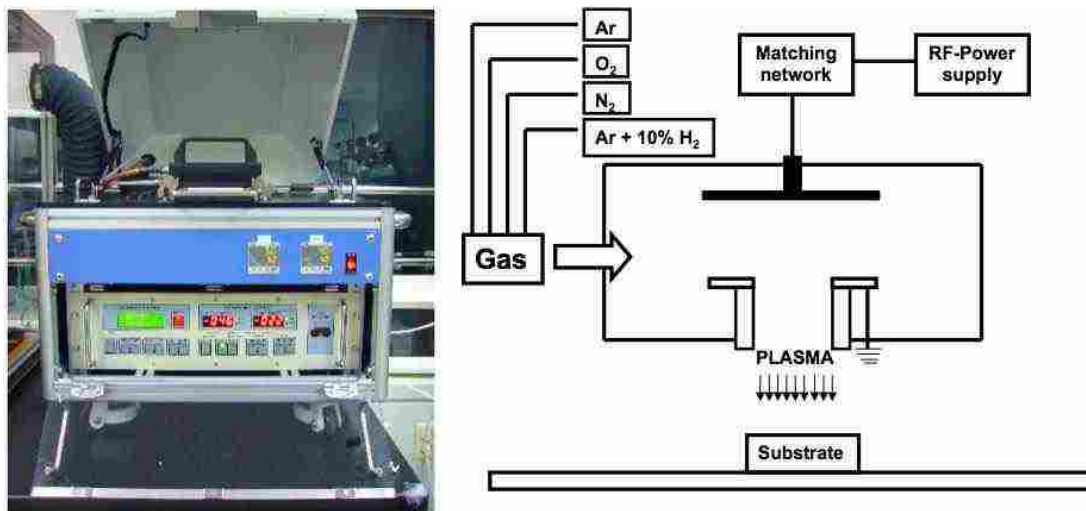 Ar
O₂
N₂
Ar + 10% H₂
Matching
network
RF-Power
supply
Gas
PLASMA
Substrate